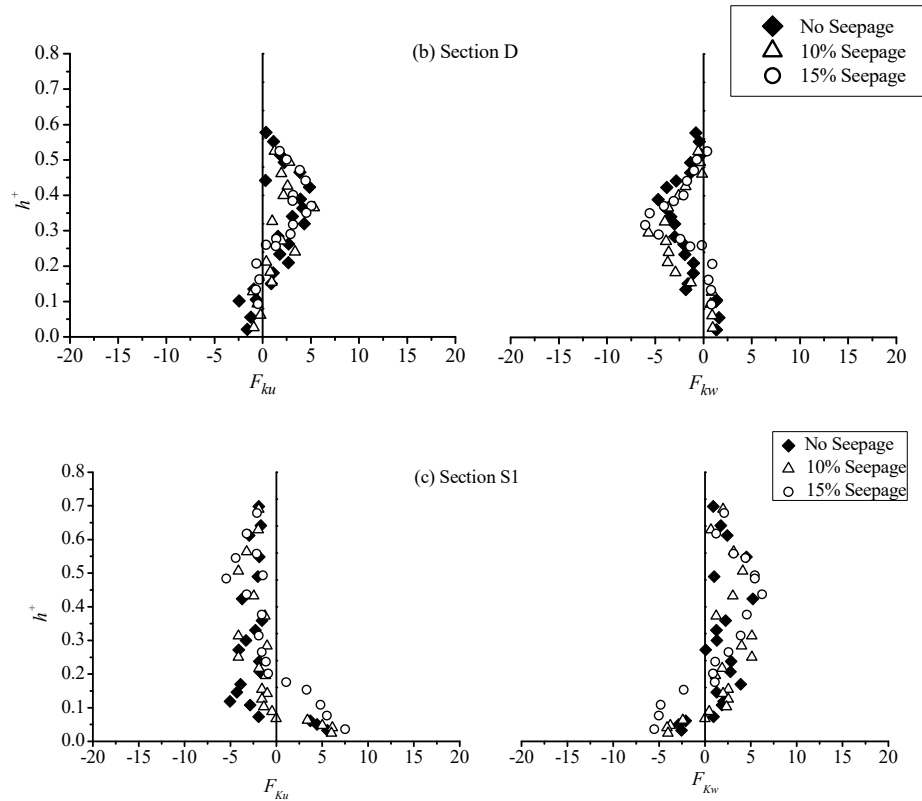 No Seepage
10% Seepage
15% Seepage
(b) Section D
0.8
0.7
0.6
0.5
0.4
0.3
0.2
0.1
0.0
h+
-20 -15 -10 -5 0 5 10 15 20
Fku
-20 -15 -10 -5 0 5 10 15 20
Fkw
No Seepage
10% Seepage
15% Seepage
(c) Section S1
0.8
0.7
0.6
0.5
0.4
0.3
0.2
0.1
0.0
h+
-20 -15 -10 -5 0 5 10 15 20
FKu
-20 -15 -10 -5 0 5 10 15 20
FKw